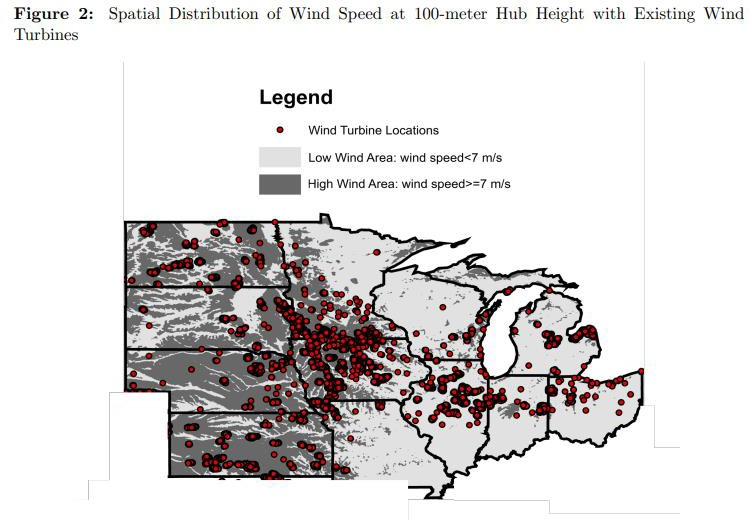 Figure 2: Spatial Distribution of Wind Speed at 100-meter Hub Height with Existing Wind
Turbines
Legend
Wind Turbine Locations
Low Wind Area: wind speed<7 m/s
High Wind Area: wind speed>=7 m/s